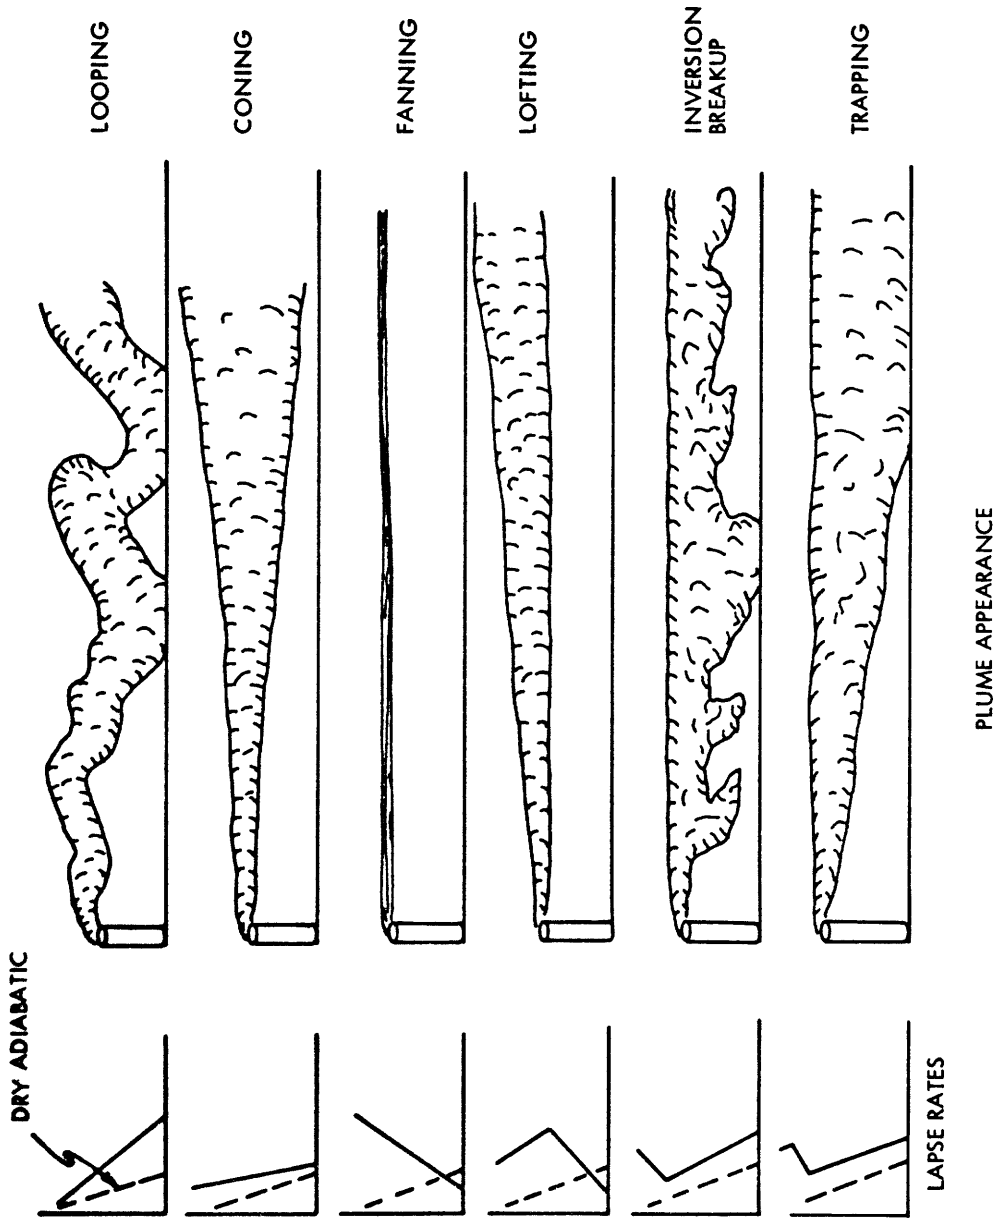 DRY ADIABATIC
LOOPING
CONING
FANNING
LOFTING
INVERSION
BREAKUP
TRAPPING
LAPSE RATES
PLUME APPEARANCE